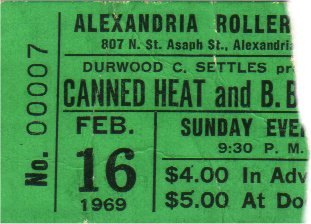 No. 00007
ALEXANDRIA ROLLER
807 N. St. Asaph St., Alexandria
DURWOOD C. SETTLES pr
CANNED HEAT and B. B
FEB.
16
1969
SUNDAY EVE
9:30 P. M.
$4.00 In Adv
$5.00 At Do